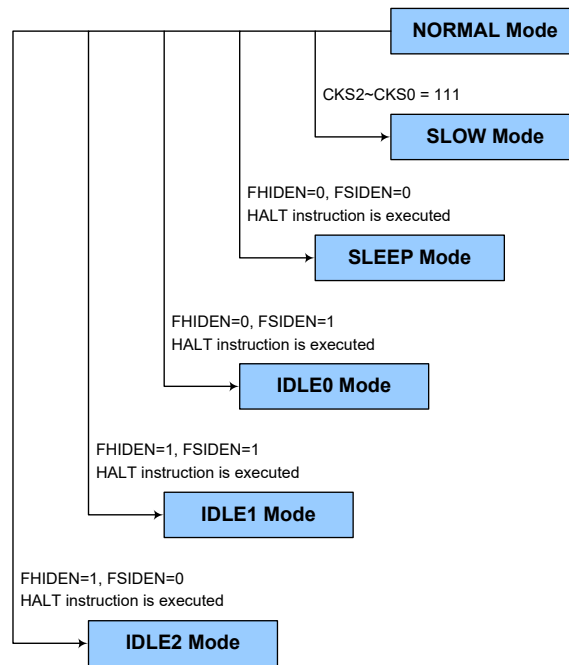 NORMAL Mode
CKS2~CKS0 = 111
SLOW Mode
FHIDEN=0, FSIDEN=0
HALT instruction is executed
SLEEP Mode
FHIDEN=0, FSIDEN=1
HALT instruction is executed
IDLE0 Mode
FHIDEN=1, FSIDEN=1
HALT instruction is executed
IDLE1 Mode
FHIDEN=1, FSIDEN=0
HALT instruction is executed
IDLE2 Mode